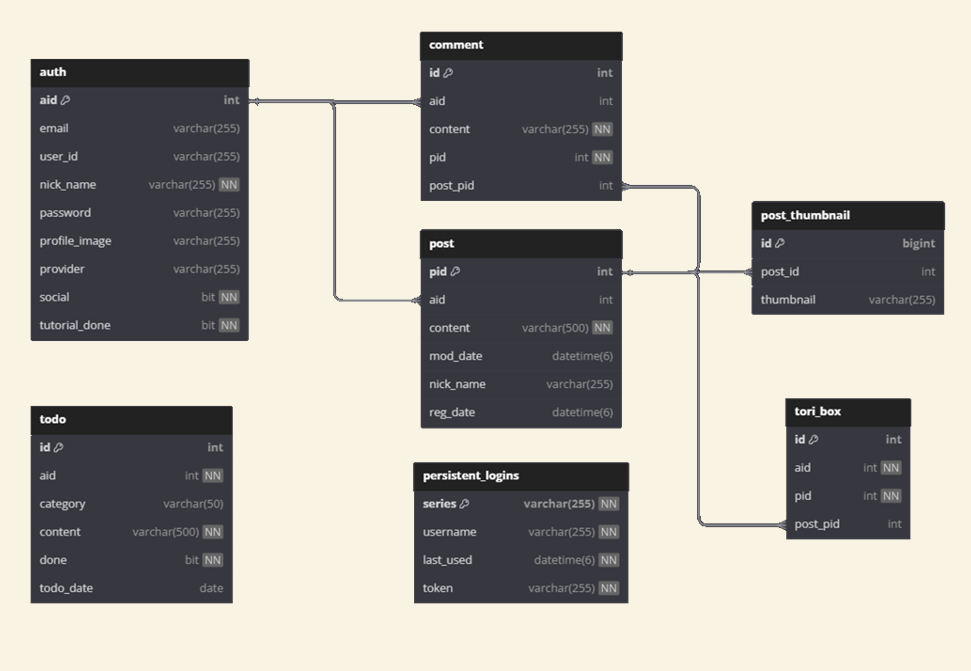 auth
aid int
email varchar(255)
user_id varchar(255)
nick_name varchar(255) NN
password varchar(255)
profile_image varchar(255)
provider varchar(255)
social bit NN
tutorial_done bit NN
comment
id int
aid int
content varchar(255) NN
pid int NN
post_pid int
post
pid int
aid int
content varchar(500) NN
mod_date datetime(6)
nick_name varchar(255)
reg_date datetime(6)
post_thumbnail
id bigint
post_id int
thumbnail varchar(255)
todo
id int
aid int NN
category varchar(50)
content varchar(500) NN
done bit NN
todo_date date
persistent_logins
series varchar(255) NN
username varchar(255) NN
last_used datetime(6) NN
token varchar(255) NN
tori_box
id int
aid int NN
pid int NN
post_pid int